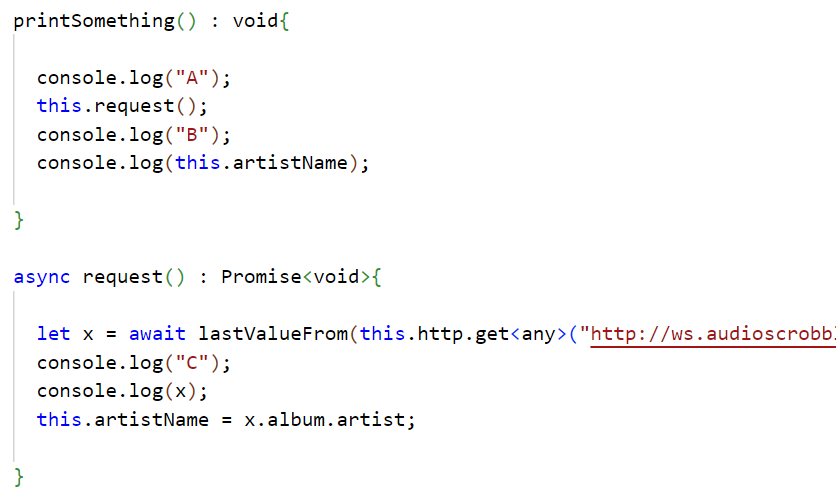 printSomething() : void{
console.log("A");
this.request();
console.log("B");
console.log(this.artistName);
}
async request() : Promise<void>{
let x = await lastValueFrom(this.http.get<any>("http://ws.audioscrobb
console.log("C");
console.log(x);
this.artistName = x.album.artist;
}